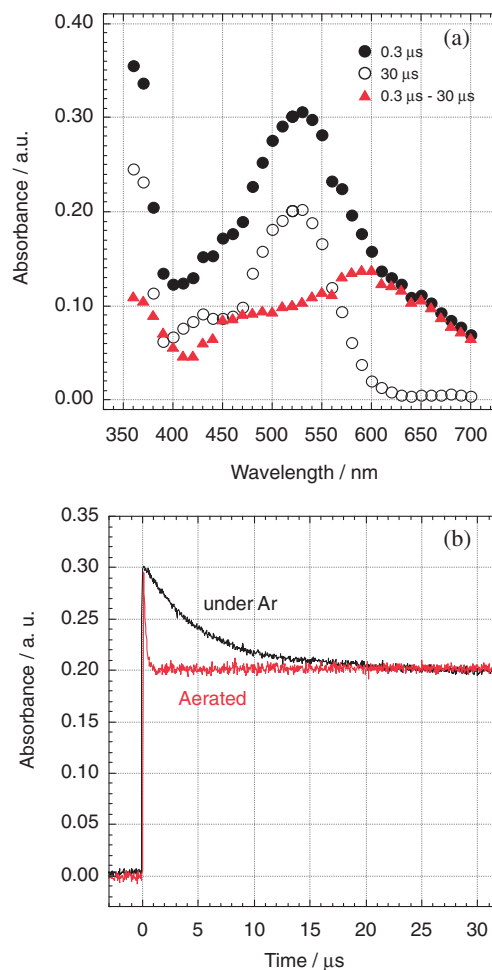 (a)
0.3 μs
30 μs
0.3 μs - 30 μs
0.40
0.30
0.20
0.10
0.00
Absorbance / a.u.
350 400 450 500 550 600 650 700
Wavelength / nm
(b)
0.35
0.30
0.25
0.20
0.15
0.10
0.05
0.00
Absorbance / a. u.
under Ar
Aerated
0 5 10 15 20 25 30
Time / μs